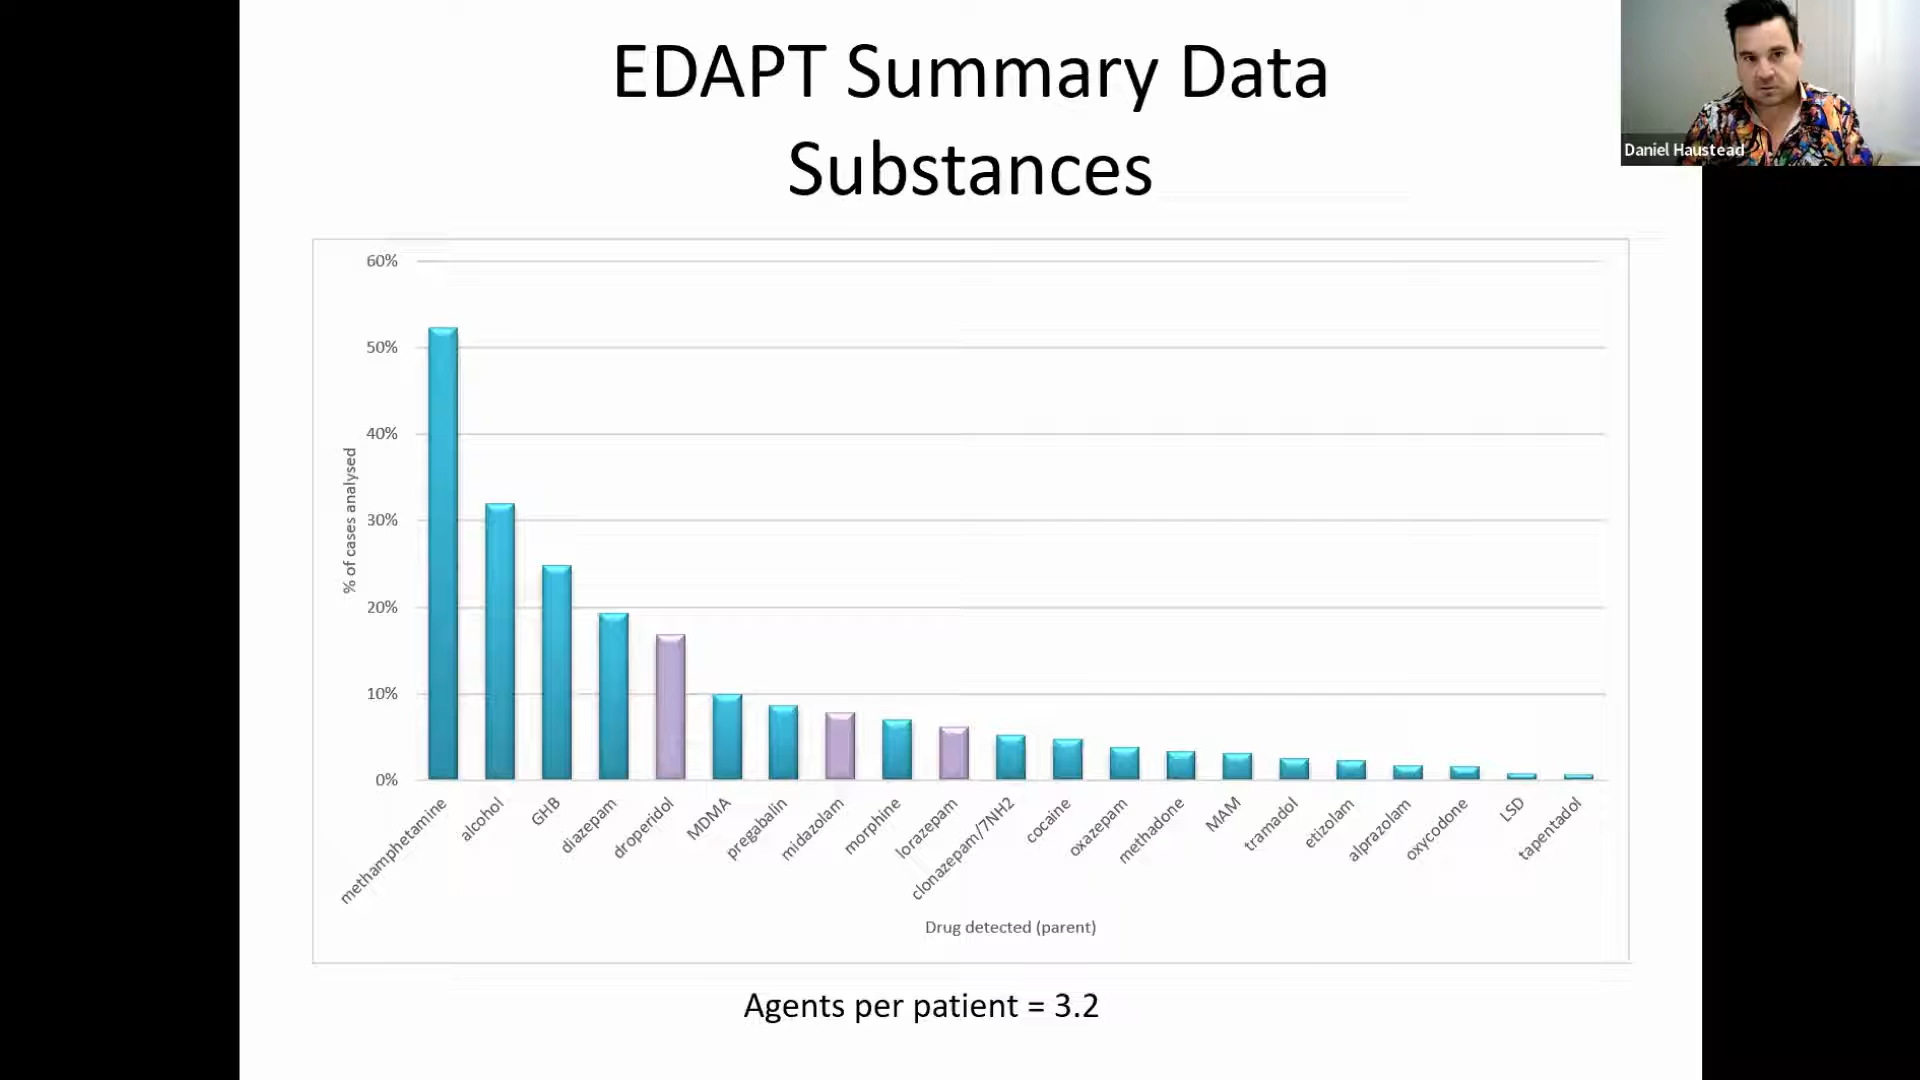 EDAPT Summary Data
Substances
Daniel Haustead
60%
50%
40%
30%
20%
10%
0%
% of cases analysed
methamphetamine
alcohol
GHB
diazepam
droperidol
MDMA
pregabalin
midazolam
morphine
lorazepam
clonazepam/7NH2
cocaine
oxazepam
methadone
MAM
tramadol
etizolam
alprazolam
oxycodone
LSD
tapentadol
Drug detected (parent)
Agents per patient = 3.2